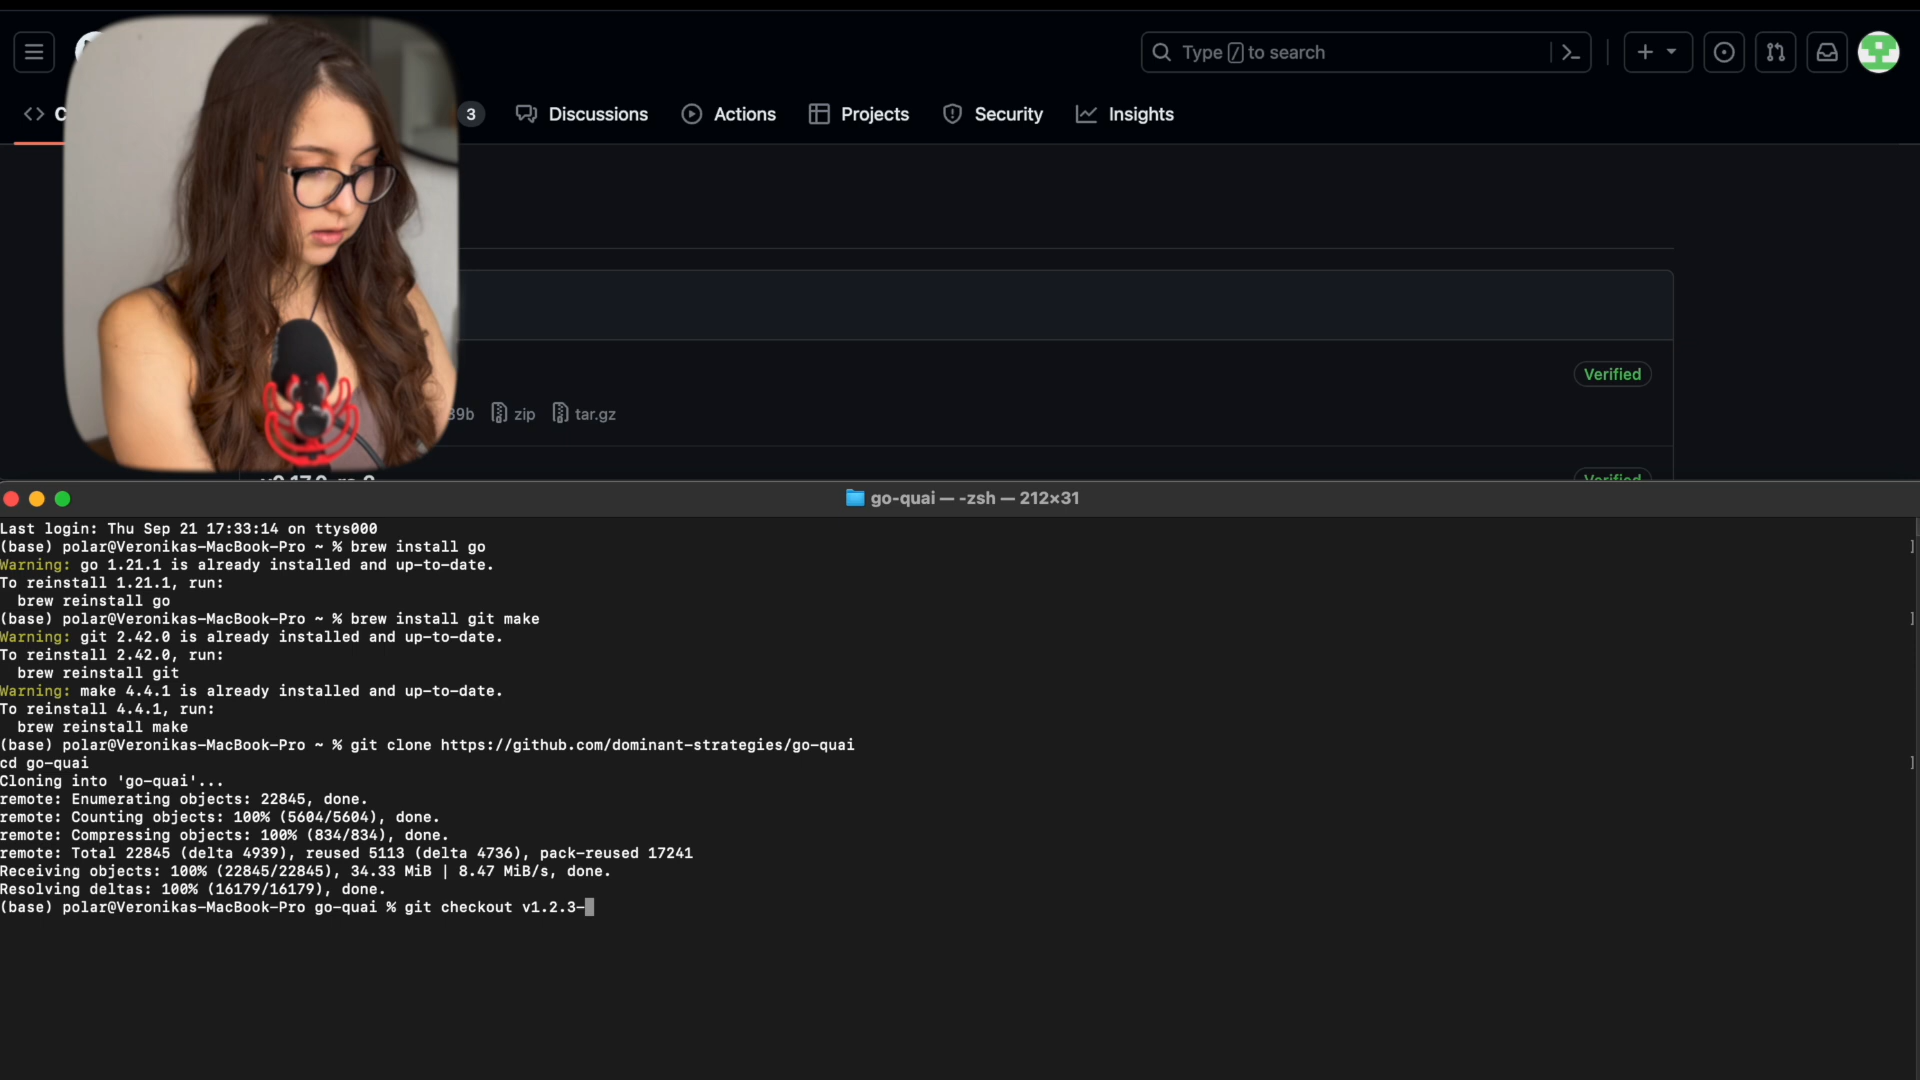 Type / to search
3 Discussions Actions Projects Security Insights
Verified
39b zip tar.gz
Verified
go-quai — -zsh — 212×31
Last login: Thu Sep 21 17:33:14 on ttys000
(base) polar@Veronikas-MacBook-Pro ~ % brew install go
Warning: go 1.21.1 is already installed and up-to-date.
To reinstall 1.21.1, run:
brew reinstall go
(base) polar@Veronikas-MacBook-Pro ~ % brew install git make
Warning: git 2.42.0 is already installed and up-to-date.
To reinstall 2.42.0, run:
brew reinstall git
Warning: make 4.4.1 is already installed and up-to-date.
To reinstall 4.4.1, run:
brew reinstall make
(base) polar@Veronikas-MacBook-Pro ~ % git clone https://github.com/dominant-strategies/go-quai
cd go-quai
Cloning into 'go-quai'...
remote: Enumerating objects: 22845, done.
remote: Counting objects: 100% (5604/5604), done.
remote: Compressing objects: 100% (834/834), done.
remote: Total 22845 (delta 4939), reused 5113 (delta 4736), pack-reused 17241
Receiving objects: 100% (22845/22845), 34.33 MiB | 8.47 MiB/s, done.
Resolving deltas: 100% (16179/16179), done.
(base) polar@Veronikas-MacBook-Pro go-quai % git checkout v1.2.3-